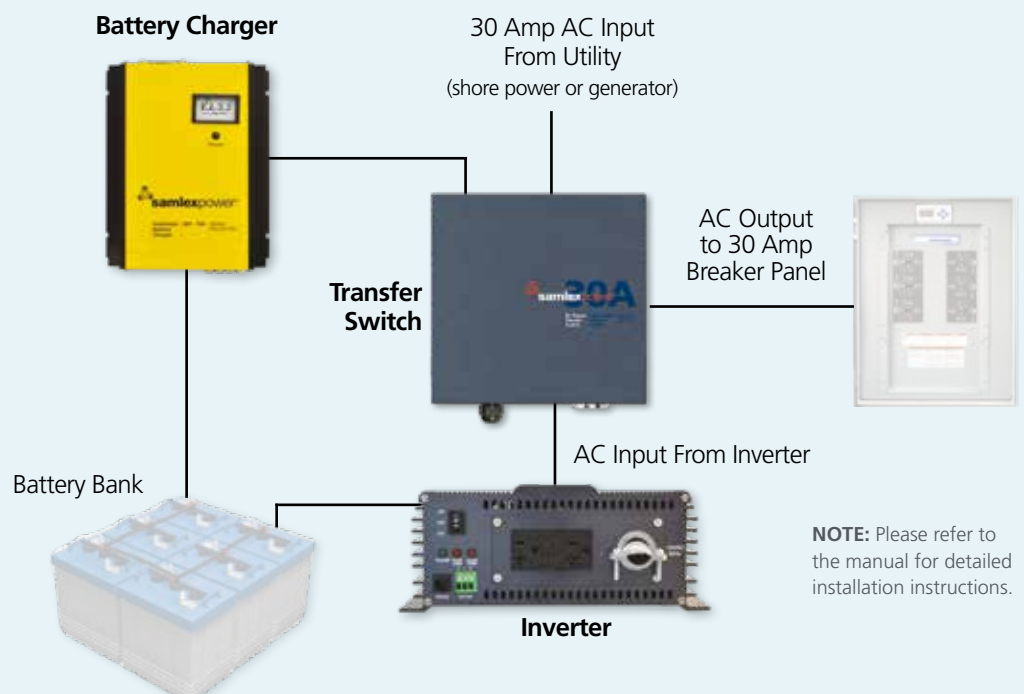 Battery Charger
30 Amp AC Input
From Utility
(shore power or generator)
samlexpower
AC Output
to 30 Amp
Breaker Panel
Transfer
Switch
samlexpower
30A
AC Input From Inverter
Battery Bank
NOTE: Please refer to
the manual for detailed
installation instructions.
Inverter